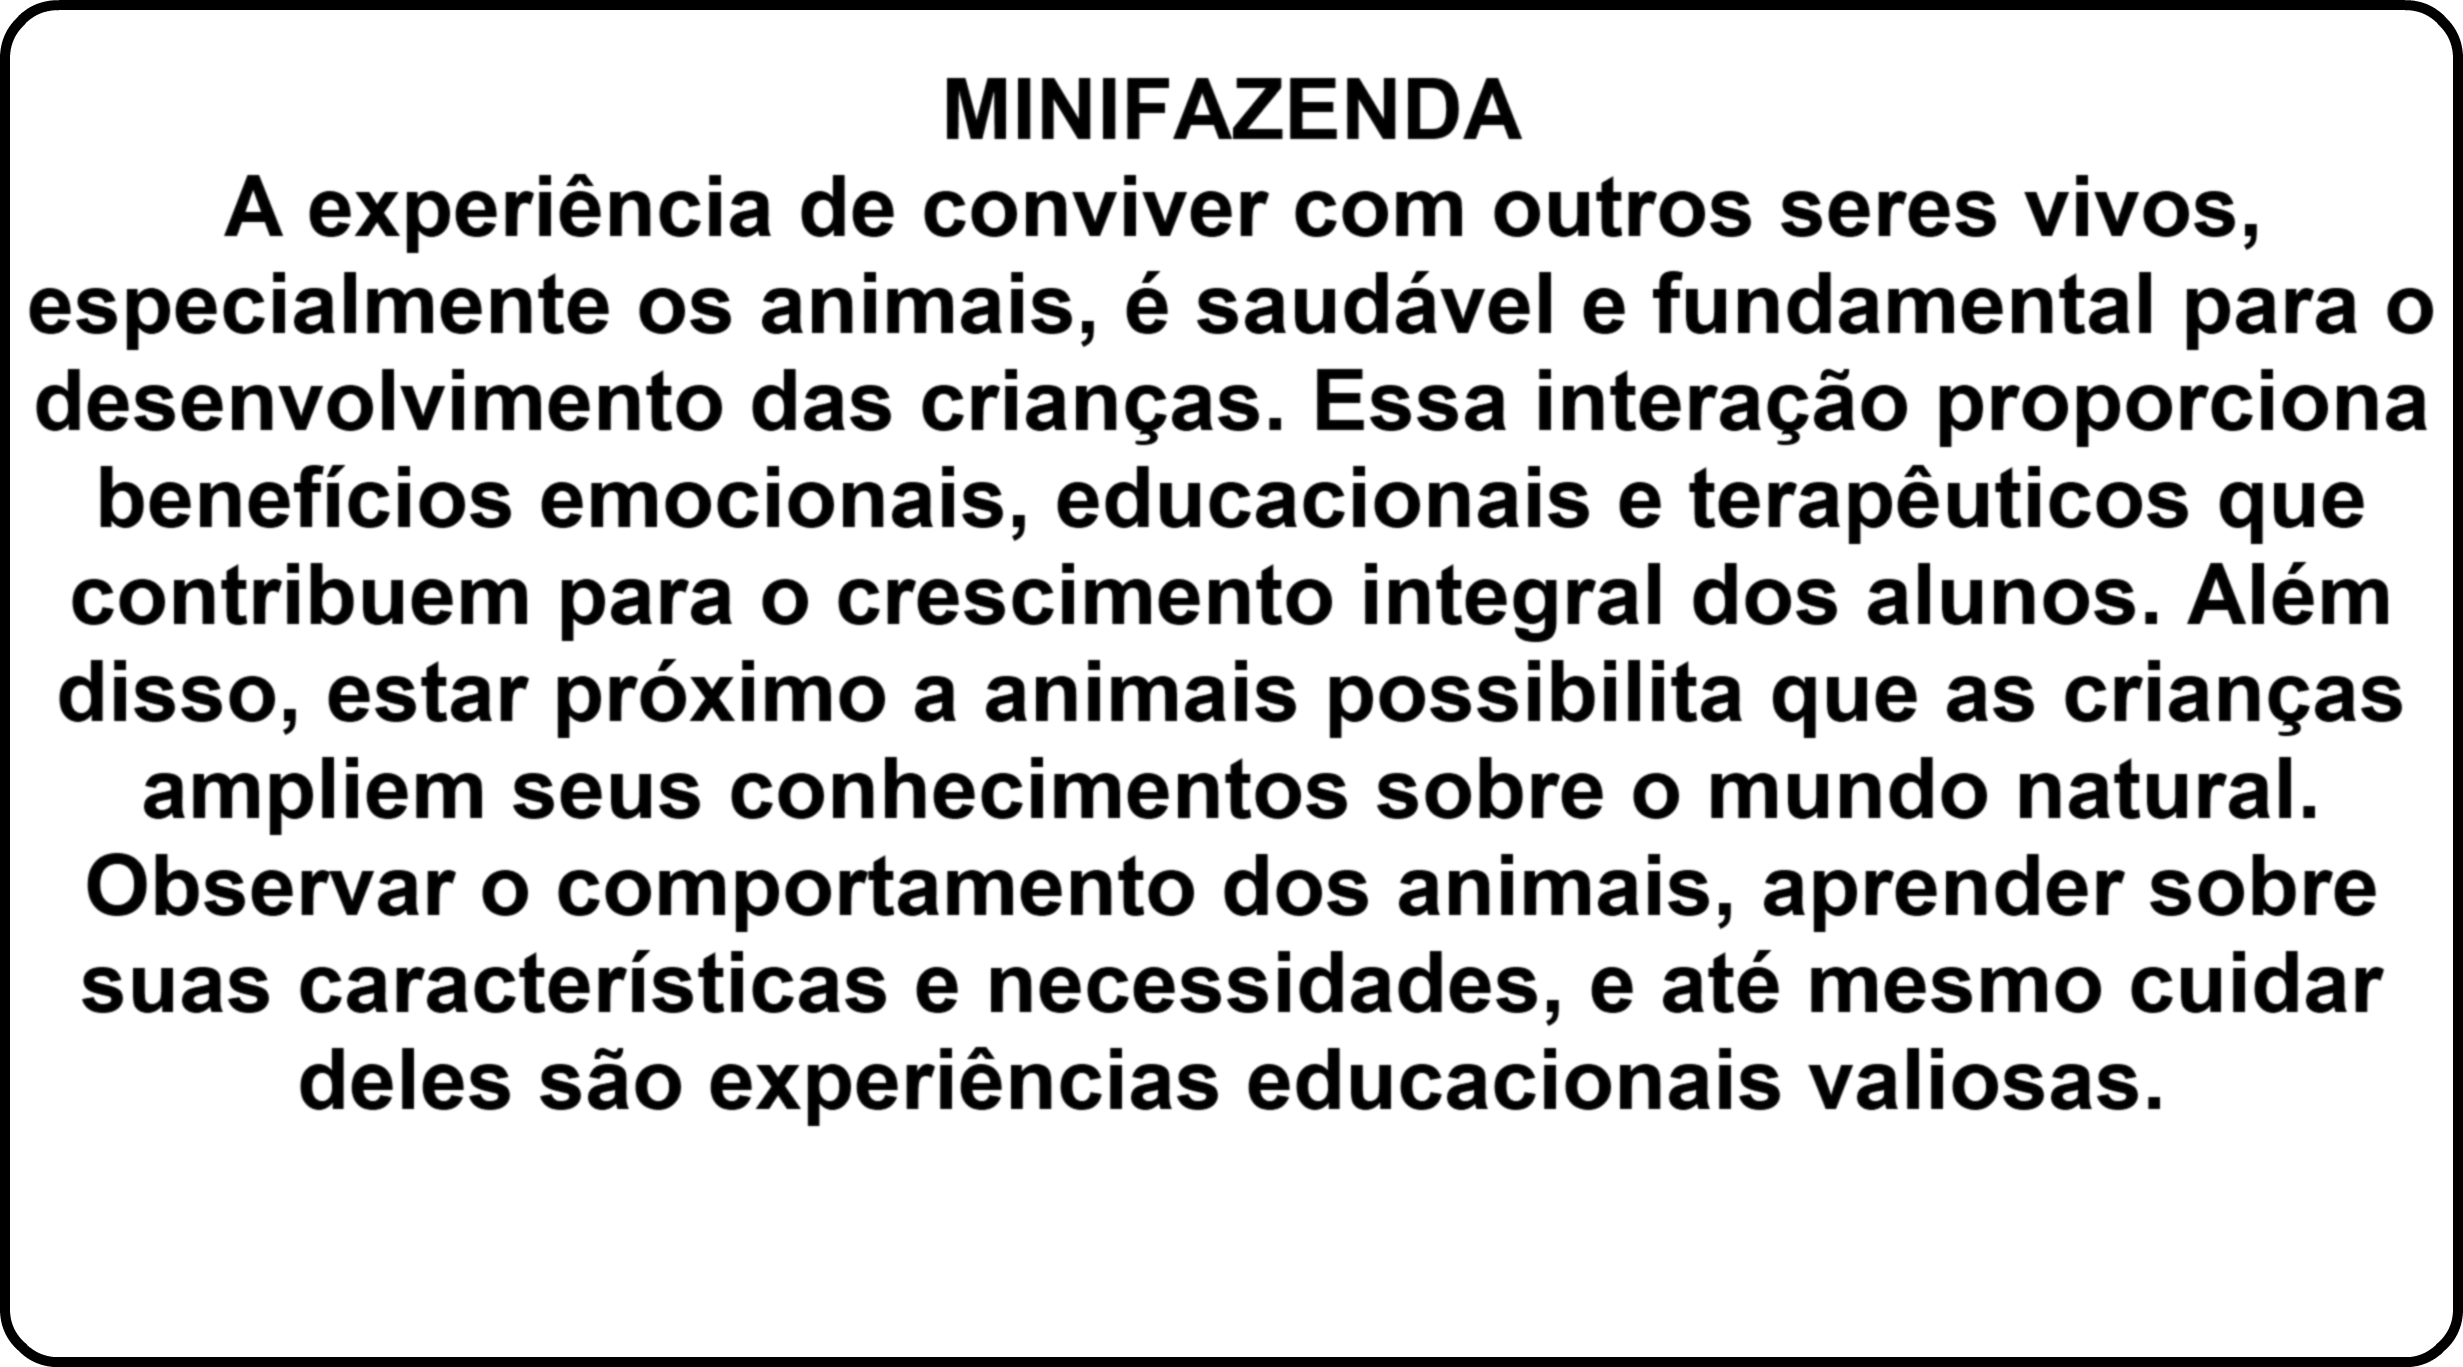 MINIFAZENDA
A experiência de conviver com outros seres vivos,
especialmente os animais, é saudável e fundamental para o
desenvolvimento das crianças. Essa interação proporciona
benefícios emocionais, educacionais e terapêuticos que
contribuem para o crescimento integral dos alunos. Além
disso, estar próximo a animais possibilita que as crianças
ampliem seus conhecimentos sobre o mundo natural.
Observar o comportamento dos animais, aprender sobre
suas características e necessidades, e até mesmo cuidar
deles são experiências educacionais valiosas.